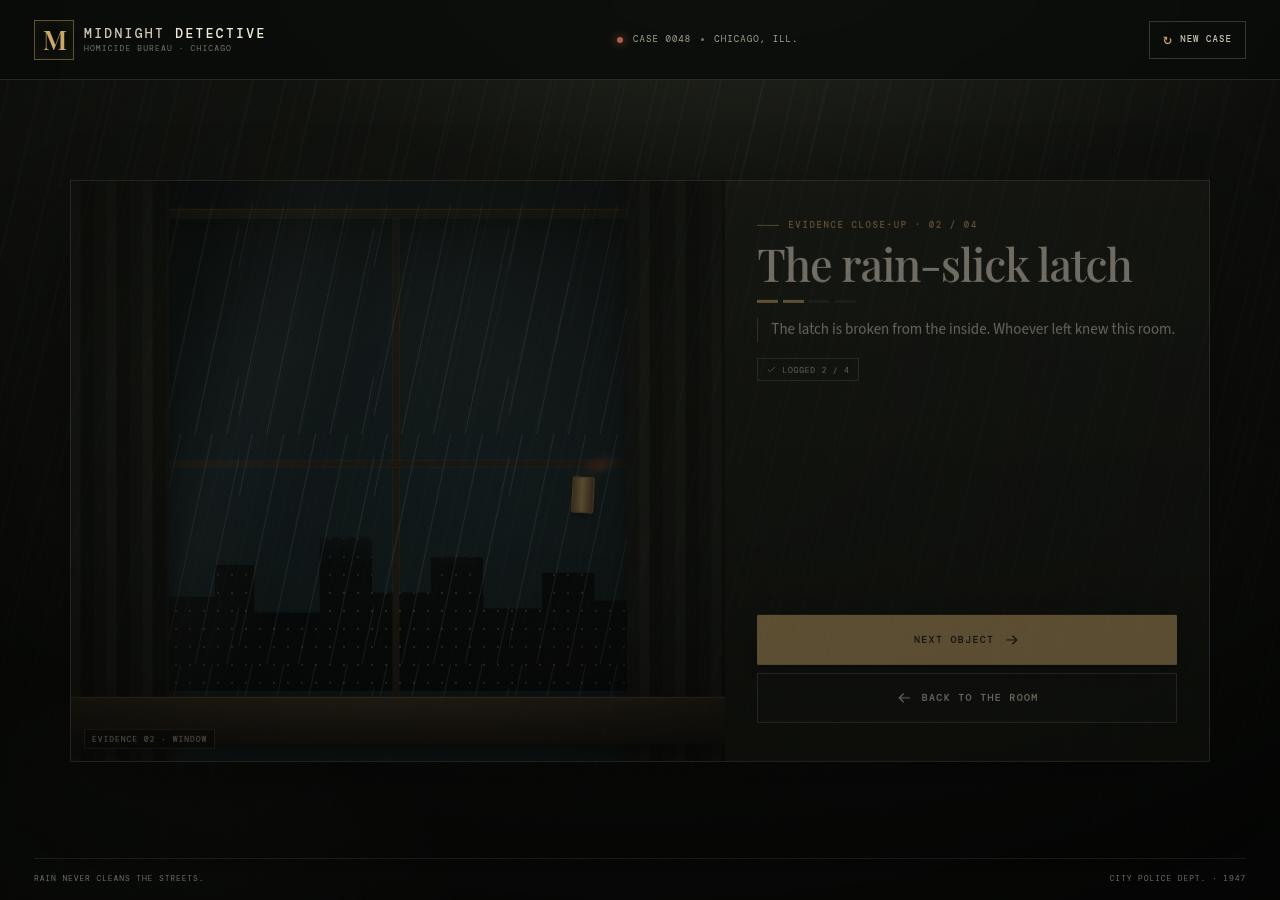 M
MIDNIGHT DETECTIVE
HOMICIDE BUREAU · CHICAGO
CASE 0048 • CHICAGO, ILL.
↻ NEW CASE
EVIDENCE CLOSE-UP · 02 / 04
The rain-slick latch
The latch is broken from the inside. Whoever left knew this room.
✓ LOGGED 2 / 4
NEXT OBJECT →
← BACK TO THE ROOM
EVIDENCE 02 · WINDOW
RAIN NEVER CLEANS THE STREETS.
CITY POLICE DEPT. · 1947